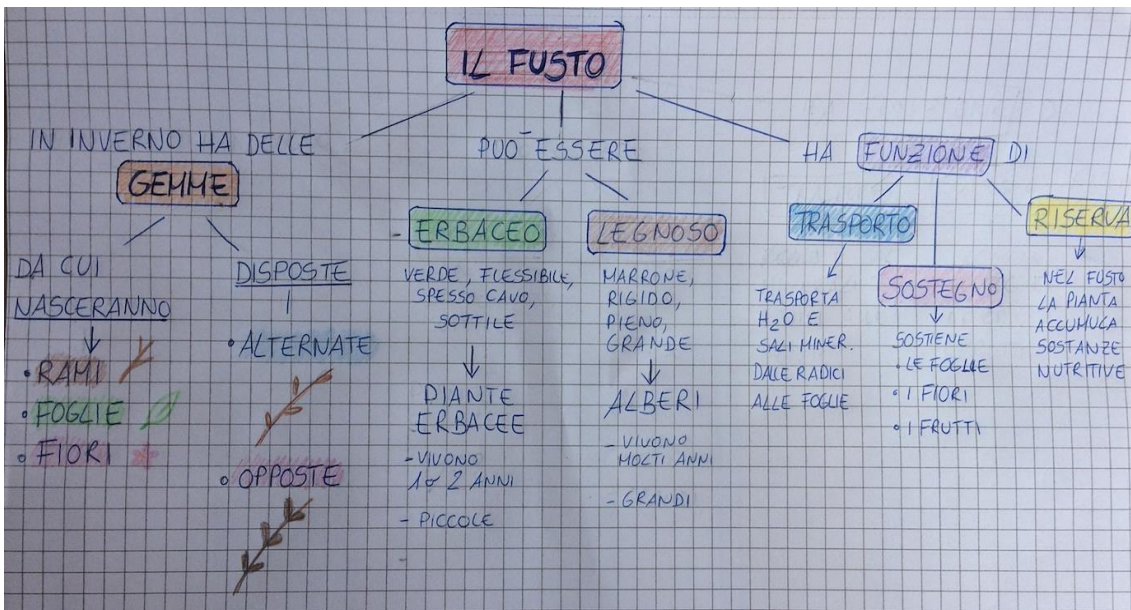 IL FUSTO
IN INVERNO HA DELLE
GEMME
DA CUI
NASCERANNO
• RAMI
• FOGLIE
• FIORI
DISPOSTE
• ALTERNATE
• OPPOSTE
PUÒ ESSERE
ERBACEO
VERDE, FLESSIBILE,
SPESSO CAVO,
SOTTILE
PIANTE
ERBACEE
- VIVONO
1 o 2 ANNI
- PICCOLE
LEGNOSO
MARRONE,
RIGIDO,
PIENO,
GRANDE
ALBERI
- VIVONO
MOLTI ANNI
- GRANDI
HA FUNZIONE DI
TRASPORTO
TRASPORTA
H₂O E
SALI MINER.
DALE RADICI
ALLE FOGLIE
SOSTEGNO
SOSTIENE
• LE FOGLIE
• I FIORI
• I FRUTTI
RISERVA
NEL FUSTO
LA PIANTA
ACCUMULA
SOSTANZE
NUTRITIVE